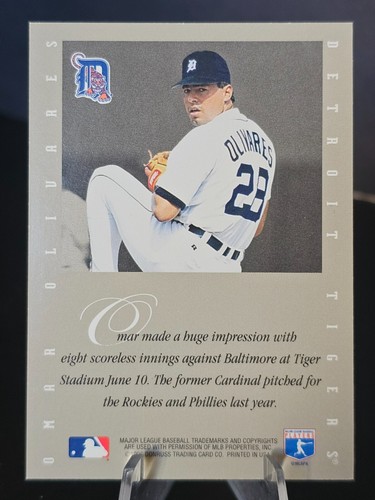 OMAR OLIVARES
DETROIT TIGERS®
D
OLIVARES
28
Omar made a huge impression with
eight scoreless innings against Baltimore at Tiger
Stadium June 10. The former Cardinal pitched for
the Rockies and Phillies last year.
MAJOR LEAGUE BASEBALL TRADEMARKS AND COPYRIGHTS
ARE USED WITH PERMISSION OF MLB PROPERTIES, INC
DONRUSS TRADING CARD CO. PRINTED IN USA
PLAYERS